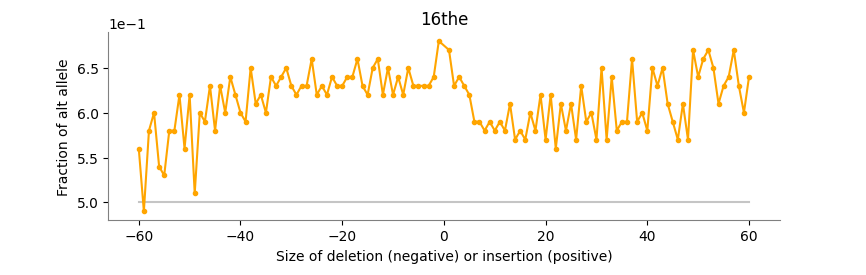 16the
1e−1
Fraction of alt allele
6.5
6.0
5.5
5.0
−60 −40 −20 0 20 40 60
Size of deletion (negative) or insertion (positive)